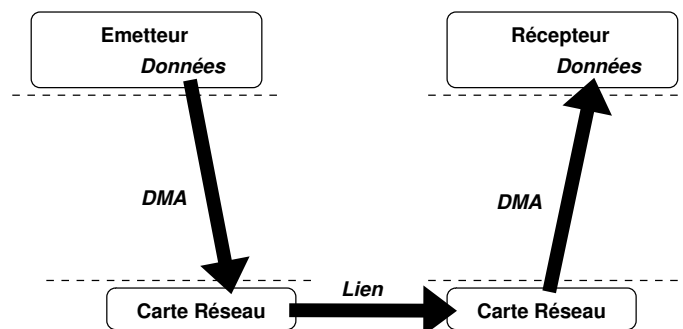 Emetteur
Données
Récepteur
Données
DMA
DMA
Lien
Carte Réseau
Carte Réseau